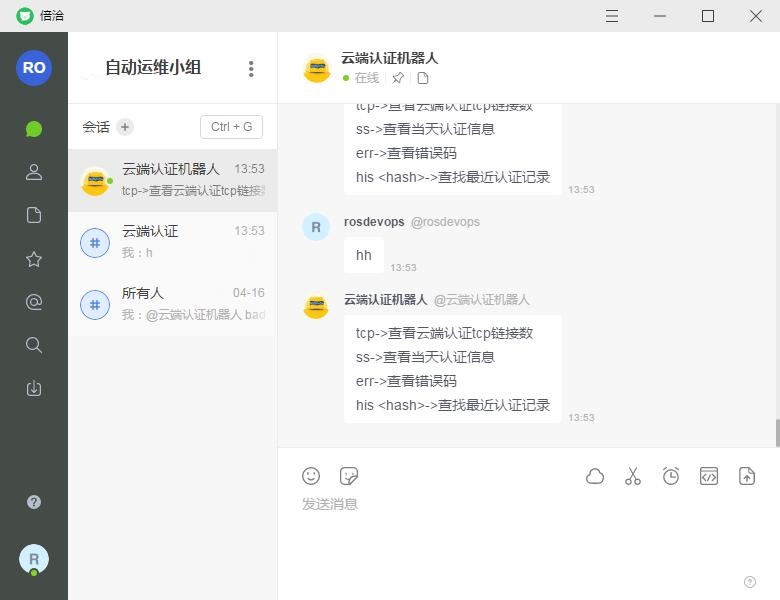 倍洽
RO
自动运维小组
会话
Ctrl + G
云端认证机器人 13:53
tcp->查看云端认证tcp链接
云端认证 13:53
我：h
所有人 04-16
我：@云端认证机器人 bad
R
云端认证机器人
在线
tcp->查看云端认证tcp链接数
ss->查看当天认证信息
err->查看错误码
his <hash>->查找最近认证记录
13:53
R
rosdevops @rosdevops
hh
13:53
云端认证机器人 @云端认证机器人
tcp->查看云端认证tcp链接数
ss->查看当天认证信息
err->查看错误码
his <hash>->查找最近认证记录
13:53
发送消息